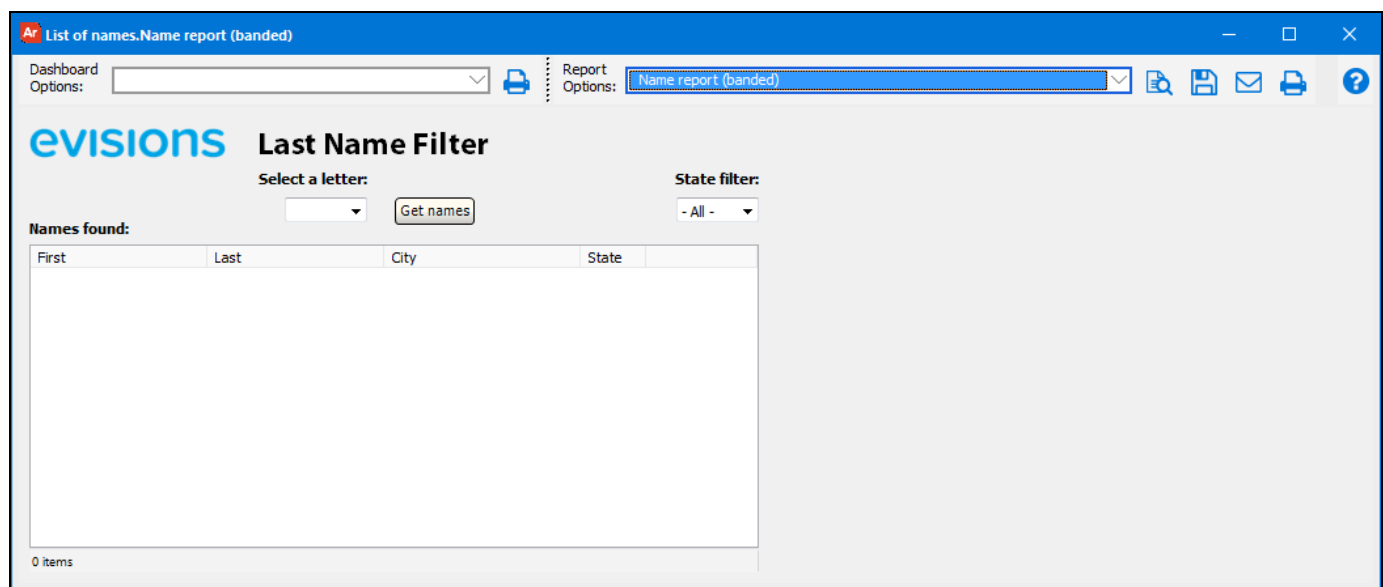 Ar List of names.Name report (banded)
Dashboard
Options:
Report
Options:
Name report (banded)
?
evisions
Last Name Filter
Select a letter:
State filter:
Get names
- All -
Names found:
First Last City State
0 items